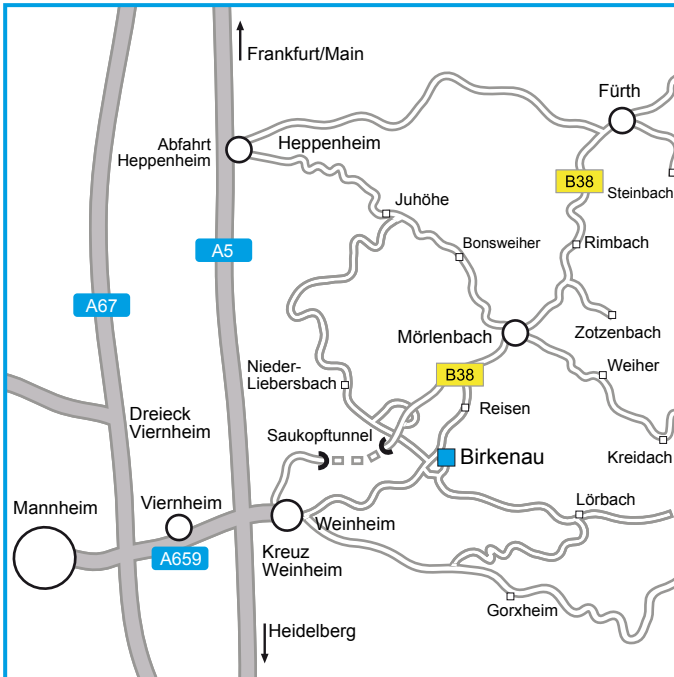 Frankfurt/Main
Fürth
Abfahrt
Heppenheim
Heppenheim
B38
Steinbach
Juhöhe
A5
Bonsweiher
Rimbach
A67
Mörlenbach
Zotzenbach
Nieder-
Liebersbach
B38
Weiher
Dreieck
Viernheim
Reisen
Saukopftunnel
Birkenau
Kreidach
Mannheim
Viernheim
Lörbach
Weinheim
A659
Kreuz
Weinheim
Gorxheim
Heidelberg